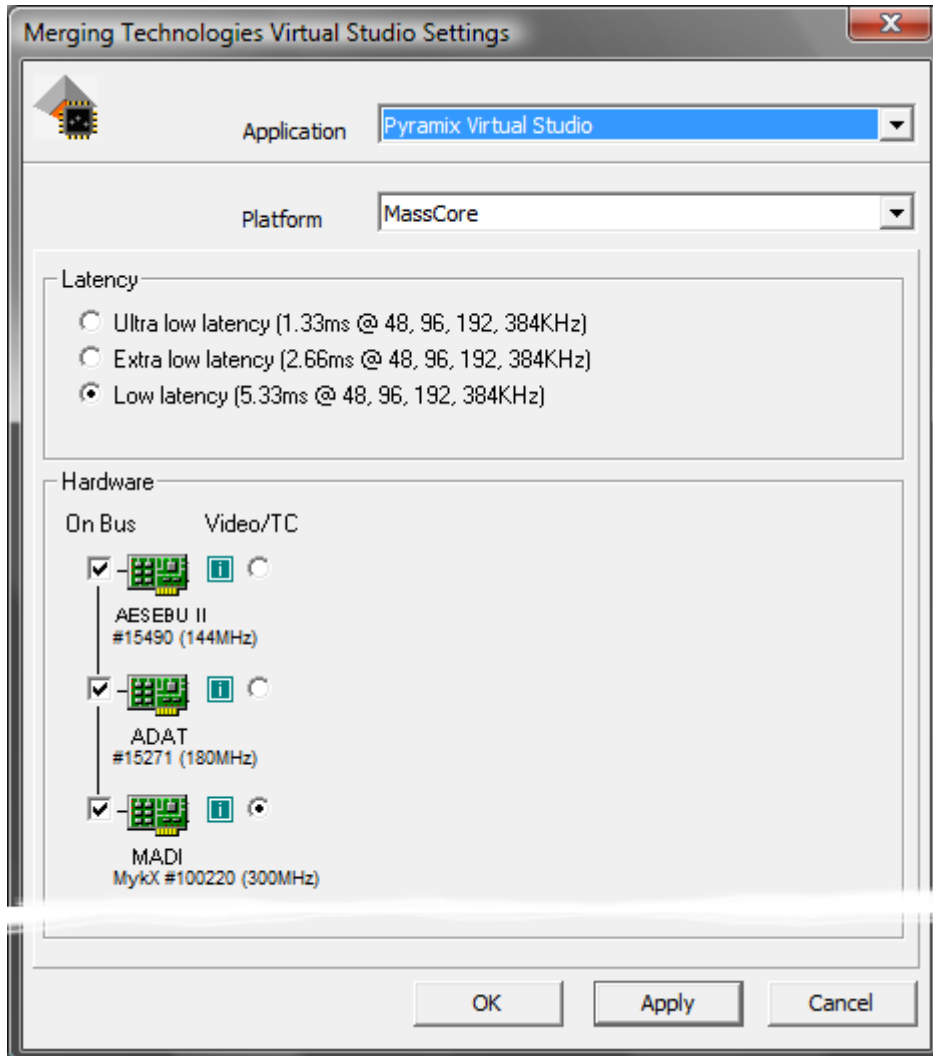 Merging Technologies Virtual Studio Settings
Application Pyramix Virtual Studio
Platform MassCore
Latency
Ultra low latency (1.33ms @ 48, 96, 192, 384KHz)
Extra low latency (2.66ms @ 48, 96, 192, 384KHz)
Low latency (5.33ms @ 48, 96, 192, 384KHz)
Hardware
On Bus Video/TC
i
AESEBU II
#15490 (144MHz)
i
ADAT
#15271 (180MHz)
i
MADI
MykX #100220 (300MHz)
OK Apply Cancel